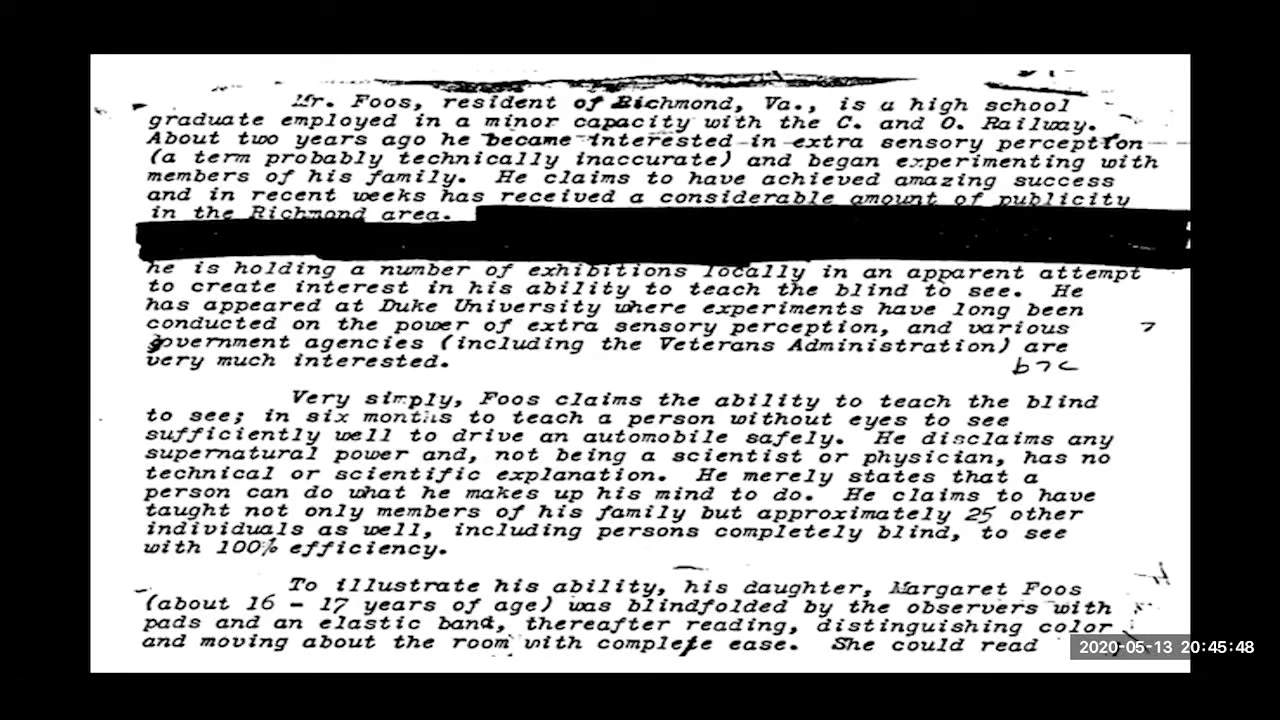 Mr. Foos, resident of Richmond, Va., is a high school
graduate employed in a minor capacity with the C. and O. Railway.
About two years ago he became interested in extra sensory perception
(a term probably technically inaccurate) and began experimenting with
members of his family. He claims to have achieved amazing success
and in recent weeks has received a considerable amount of publicity
in the Richmond area.
he is holding a number of exhibitions locally in an apparent attempt
to create interest in his ability to teach the blind to see. He
has appeared at Duke University where experiments have long been
conducted on the power of extra sensory perception, and various
government agencies (including the Veterans Administration) are
very much interested.
b7c
Very simply, Foos claims the ability to teach the blind
to see; in six months to teach a person without eyes to see
sufficiently well to drive an automobile safely. He disclaims any
supernatural power and, not being a scientist or physician, has no
technical or scientific explanation. He merely states that a
person can do what he makes up his mind to do. He claims to have
taught not only members of his family but approximately 25 other
individuals as well, including persons completely blind, to see
with 100% efficiency.
To illustrate his ability, his daughter, Margaret Foos
(about 16 - 17 years of age) was blindfolded by the observers with
pads and an elastic band, thereafter reading, distinguishing color
and moving about the room with complete ease. She could read
2020-05-13 20:45:48